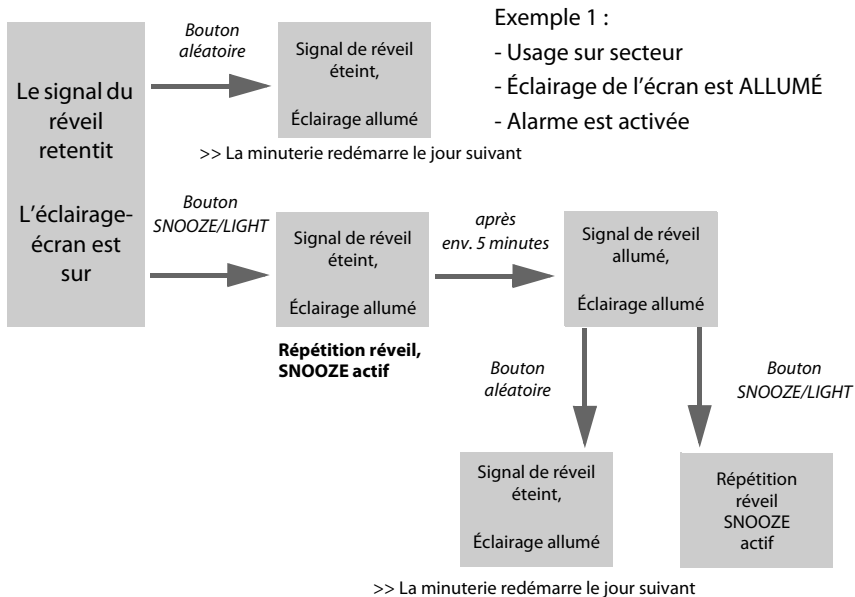 Exemple 1 :
- Usage sur secteur
- Éclairage de l'écran est ALLUMÉ
- Alarme est activée
Le signal du
réveil
retentit
L'éclairage-
écran est
sur
Bouton
aléatoire
Signal de réveil
éteint,
Éclairage allumé
>> La minuterie redémarre le jour suivant
Bouton
SNOOZE/LIGHT
Signal de réveil
éteint,
Éclairage allumé
Répétition réveil,
SNOOZE actif
après
env. 5 minutes
Signal de réveil
allumé,
Éclairage allumé
Bouton
aléatoire
Bouton
SNOOZE/LIGHT
Signal de réveil
éteint,
Éclairage allumé
Répétition
réveil
SNOOZE
actif
>> La minuterie redémarre le jour suivant